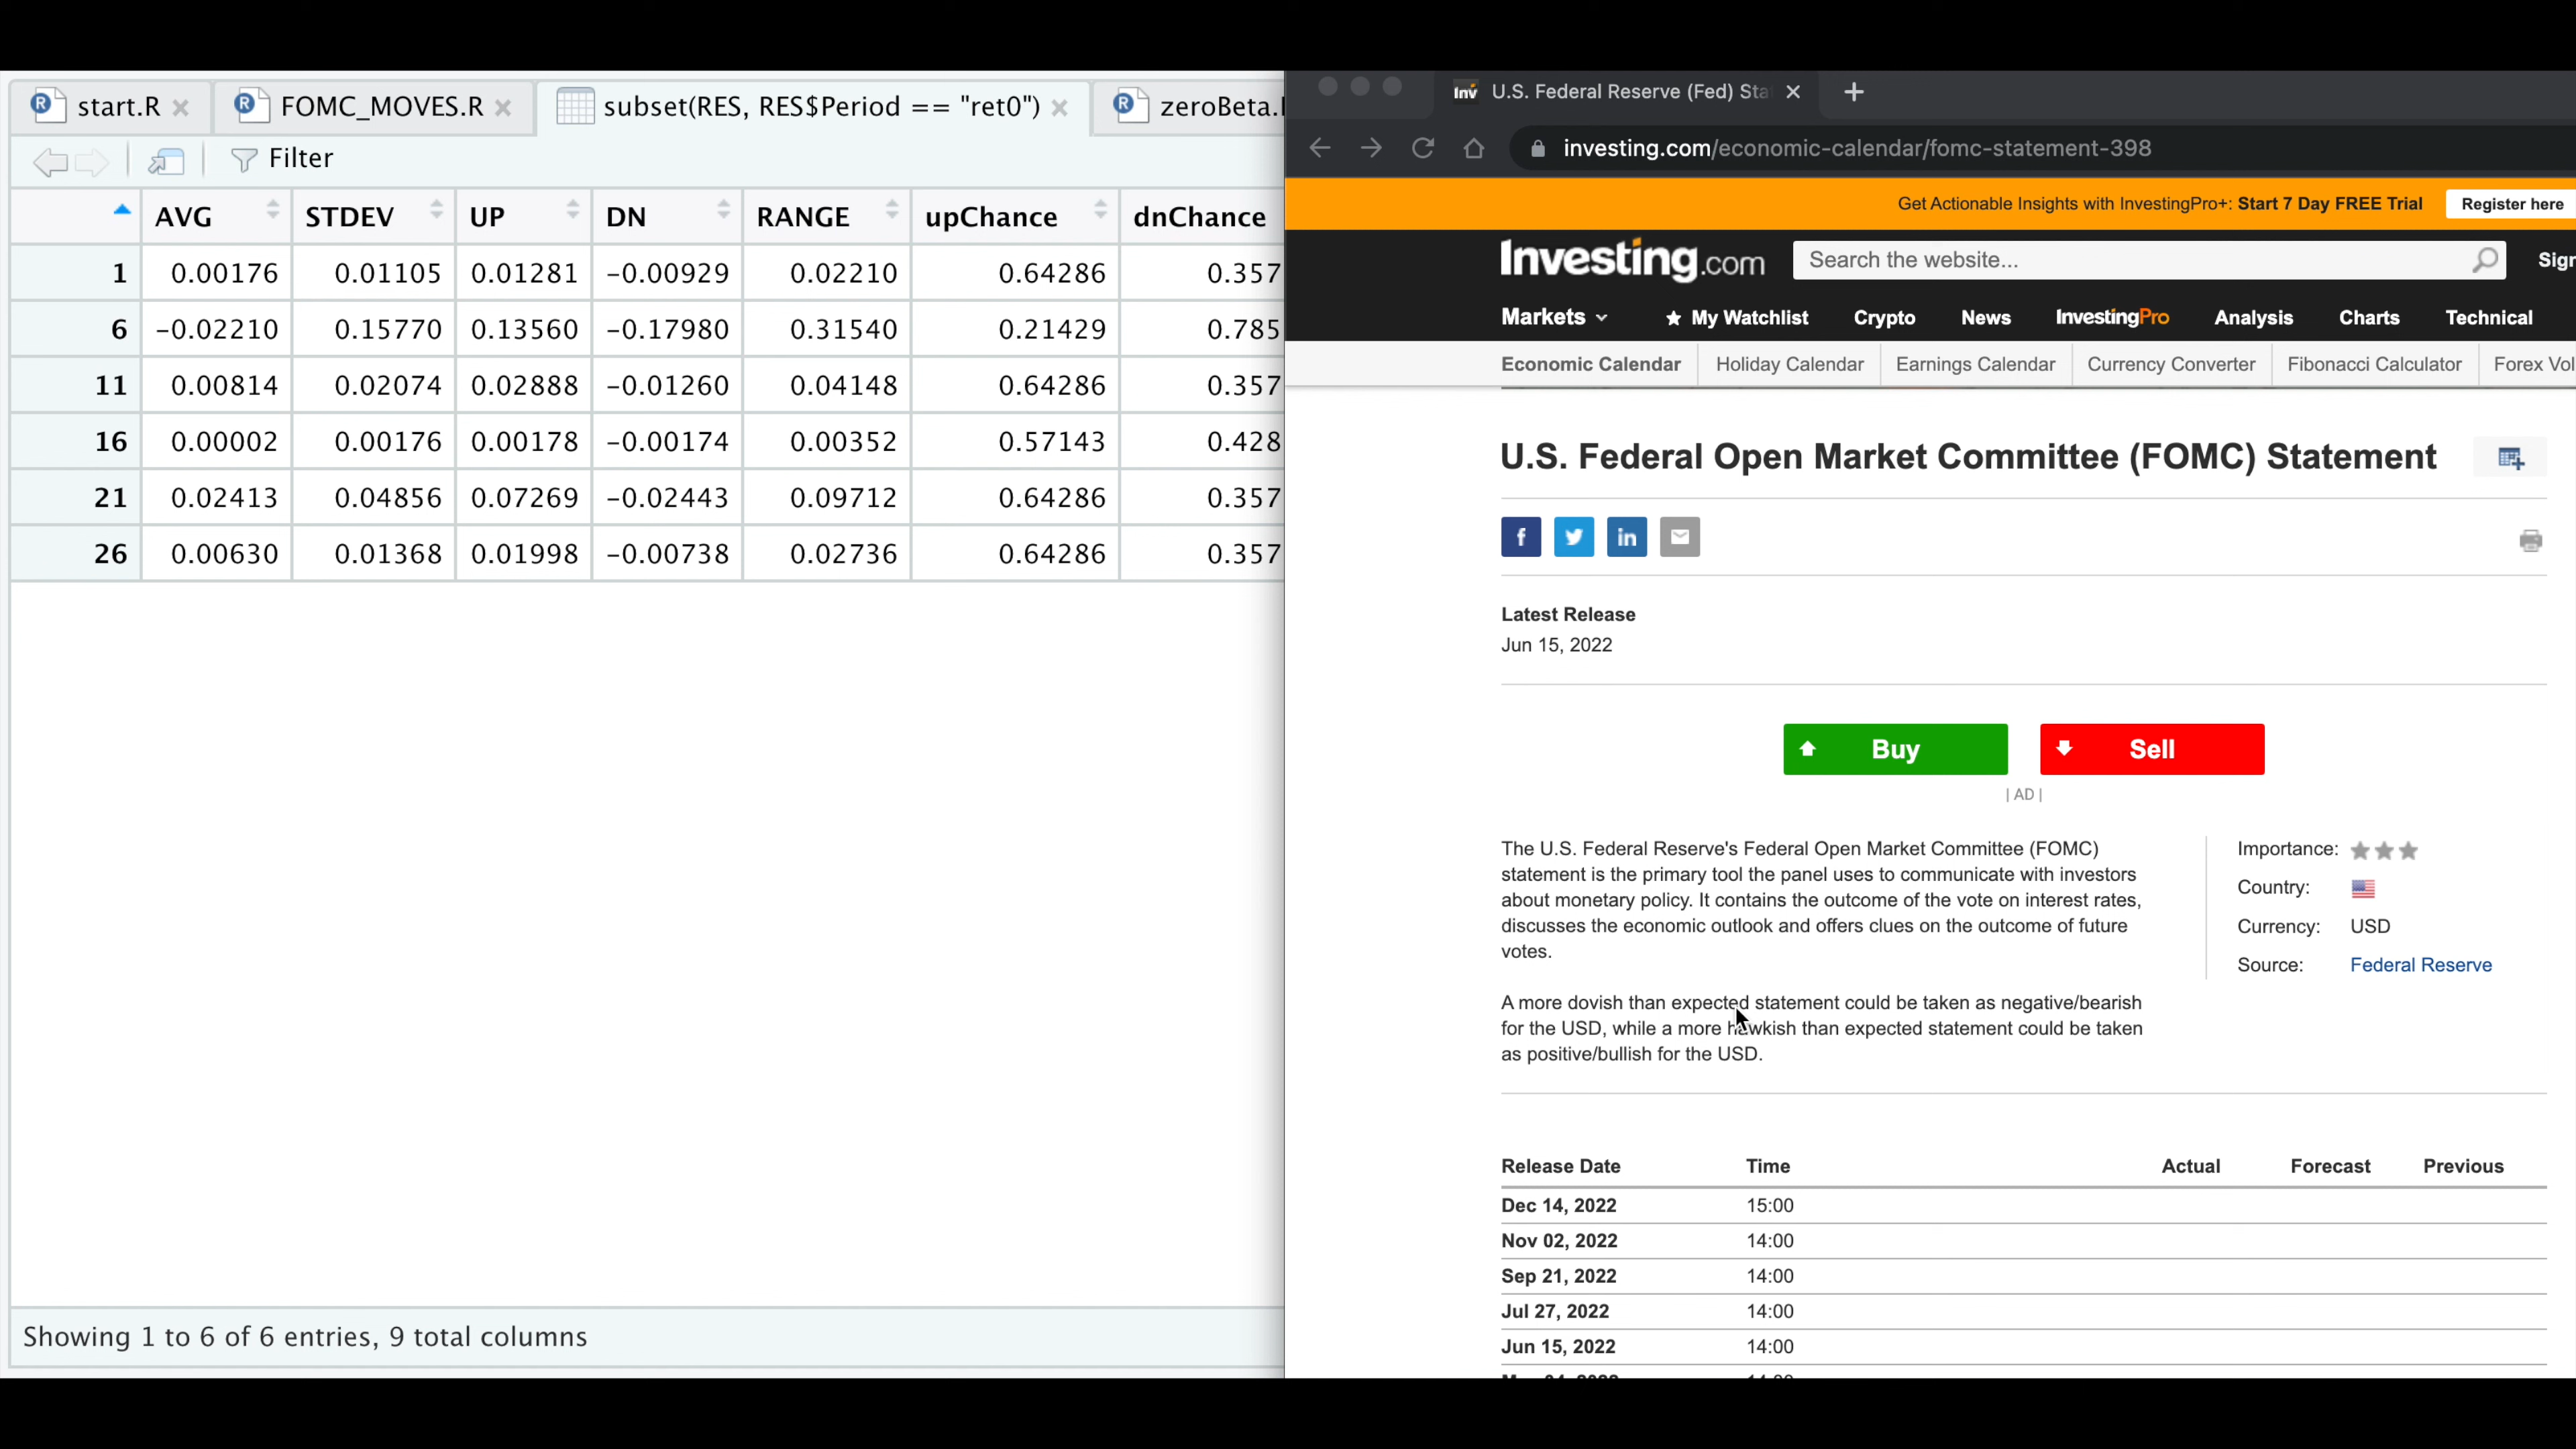 start.R
FOMC_MOVES.R
subset(RES, RES$Period == "ret0")
Filter
AVG STDEV UP DN RANGE upChance dnChance
1 0.00176 0.01105 0.01281 -0.00929 0.02210 0.64286 0.357
6 -0.02210 0.15770 0.13560 -0.17980 0.31540 0.21429 0.785
11 0.00814 0.02074 0.02888 -0.01260 0.04148 0.64286 0.357
16 0.00002 0.00176 0.00178 -0.00174 0.00352 0.57143 0.428
21 0.02413 0.04856 0.07269 -0.02443 0.09712 0.64286 0.357
26 0.00630 0.01368 0.01998 -0.00738 0.02736 0.64286 0.357
Showing 1 to 6 of 6 entries, 9 total columns
zeroBeta.
Inv U.S. Federal Reserve (Fed) Sta
investing.com/economic-calendar/fomc-statement-398
Get Actionable Insights with InvestingPro+: Start 7 Day FREE Trial Register here
Investing.com Search the website... Sign
Markets My Watchlist Crypto News InvestingPro Analysis Charts Technical
Economic Calendar Holiday Calendar Earnings Calendar Currency Converter Fibonacci Calculator Forex Vol
U.S. Federal Open Market Committee (FOMC) Statement
Latest Release
Jun 15, 2022
Buy Sell
| AD |
The U.S. Federal Reserve's Federal Open Market Committee (FOMC)
statement is the primary tool the panel uses to communicate with investors
about monetary policy. It contains the outcome of the vote on interest rates,
discusses the economic outlook and offers clues on the outcome of future
votes.
A more dovish than expected statement could be taken as negative/bearish
for the USD, while a more hawkish than expected statement could be taken
as positive/bullish for the USD.
Importance:
Country:
Currency: USD
Source: Federal Reserve
Release Date Time Actual Forecast Previous
Dec 14, 2022 15:00
Nov 02, 2022 14:00
Sep 21, 2022 14:00
Jul 27, 2022 14:00
Jun 15, 2022 14:00